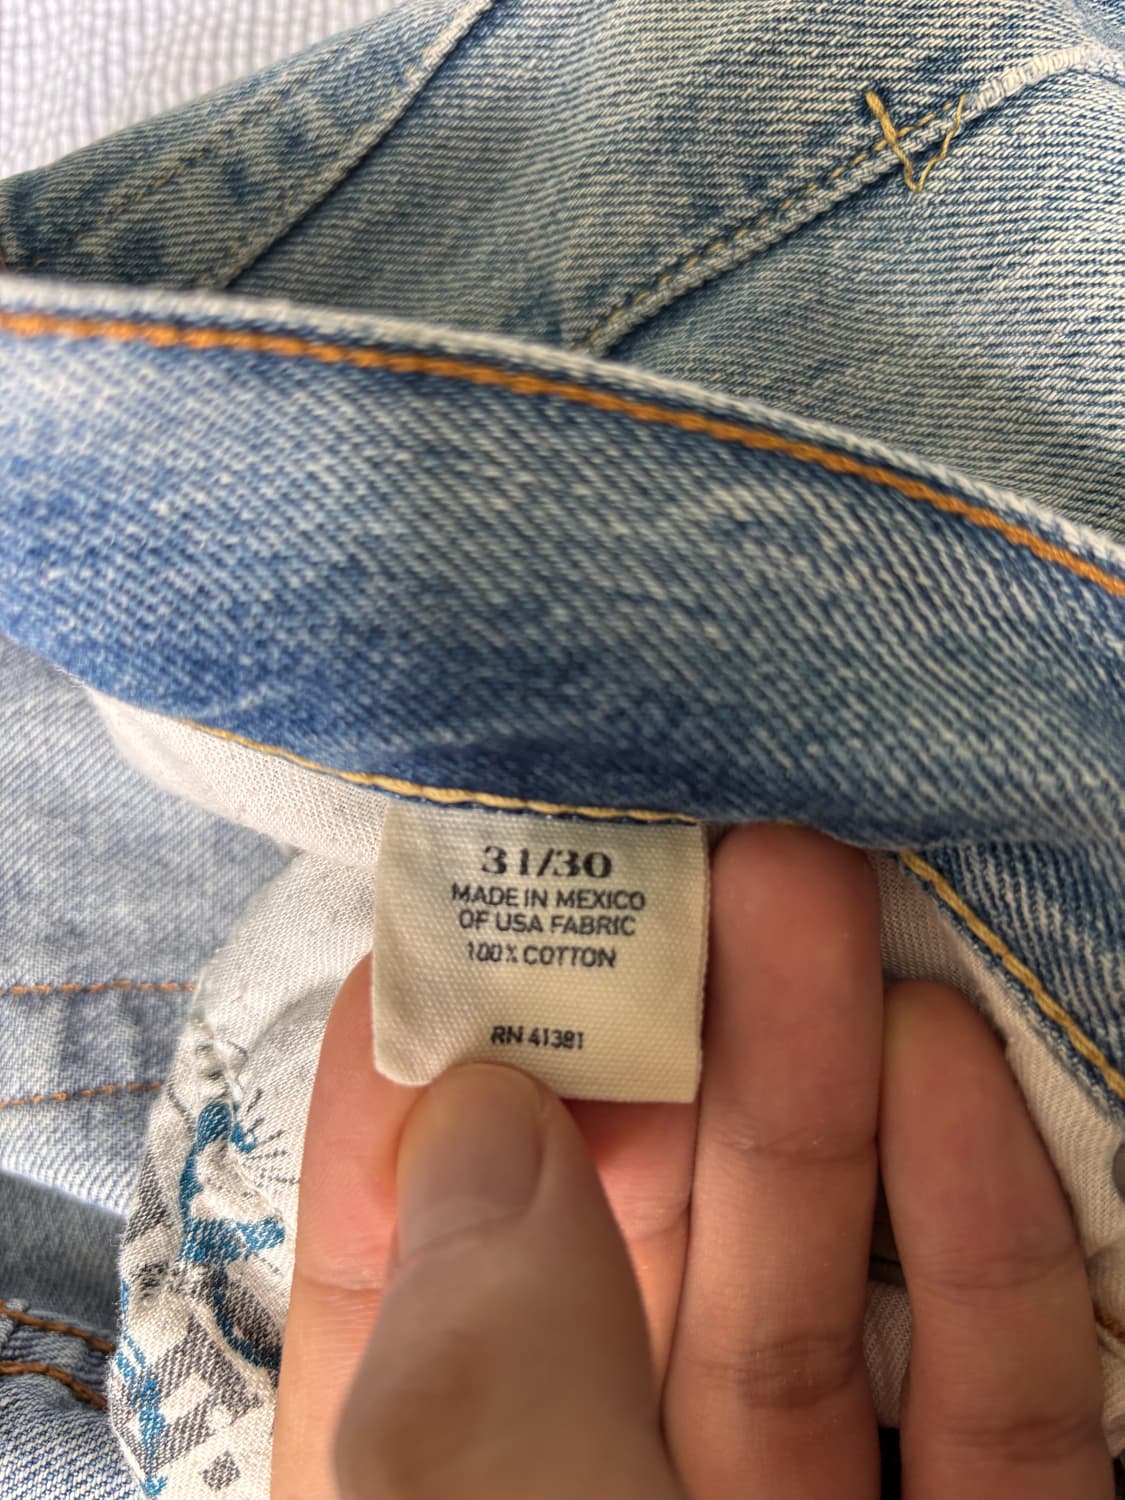 31/30
MADE IN MEXICO
OF USA FABRIC
100% COTTON
RN 41381